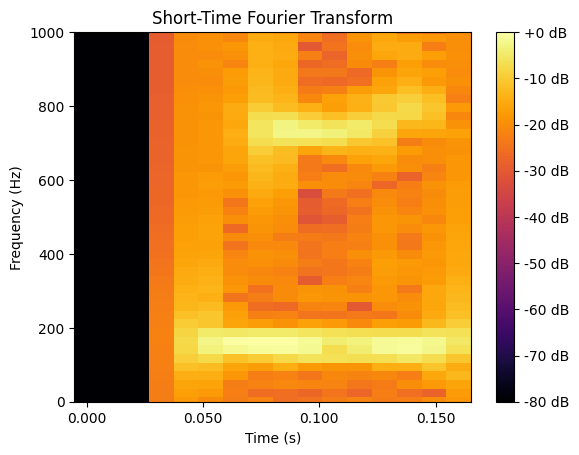 Short-Time Fourier Transform
1000
800
600
400
200
0
Frequency (Hz)
0.000
0.050
0.100
0.150
Time (s)
+0 dB
-10 dB
-20 dB
-30 dB
-40 dB
-50 dB
-60 dB
-70 dB
-80 dB